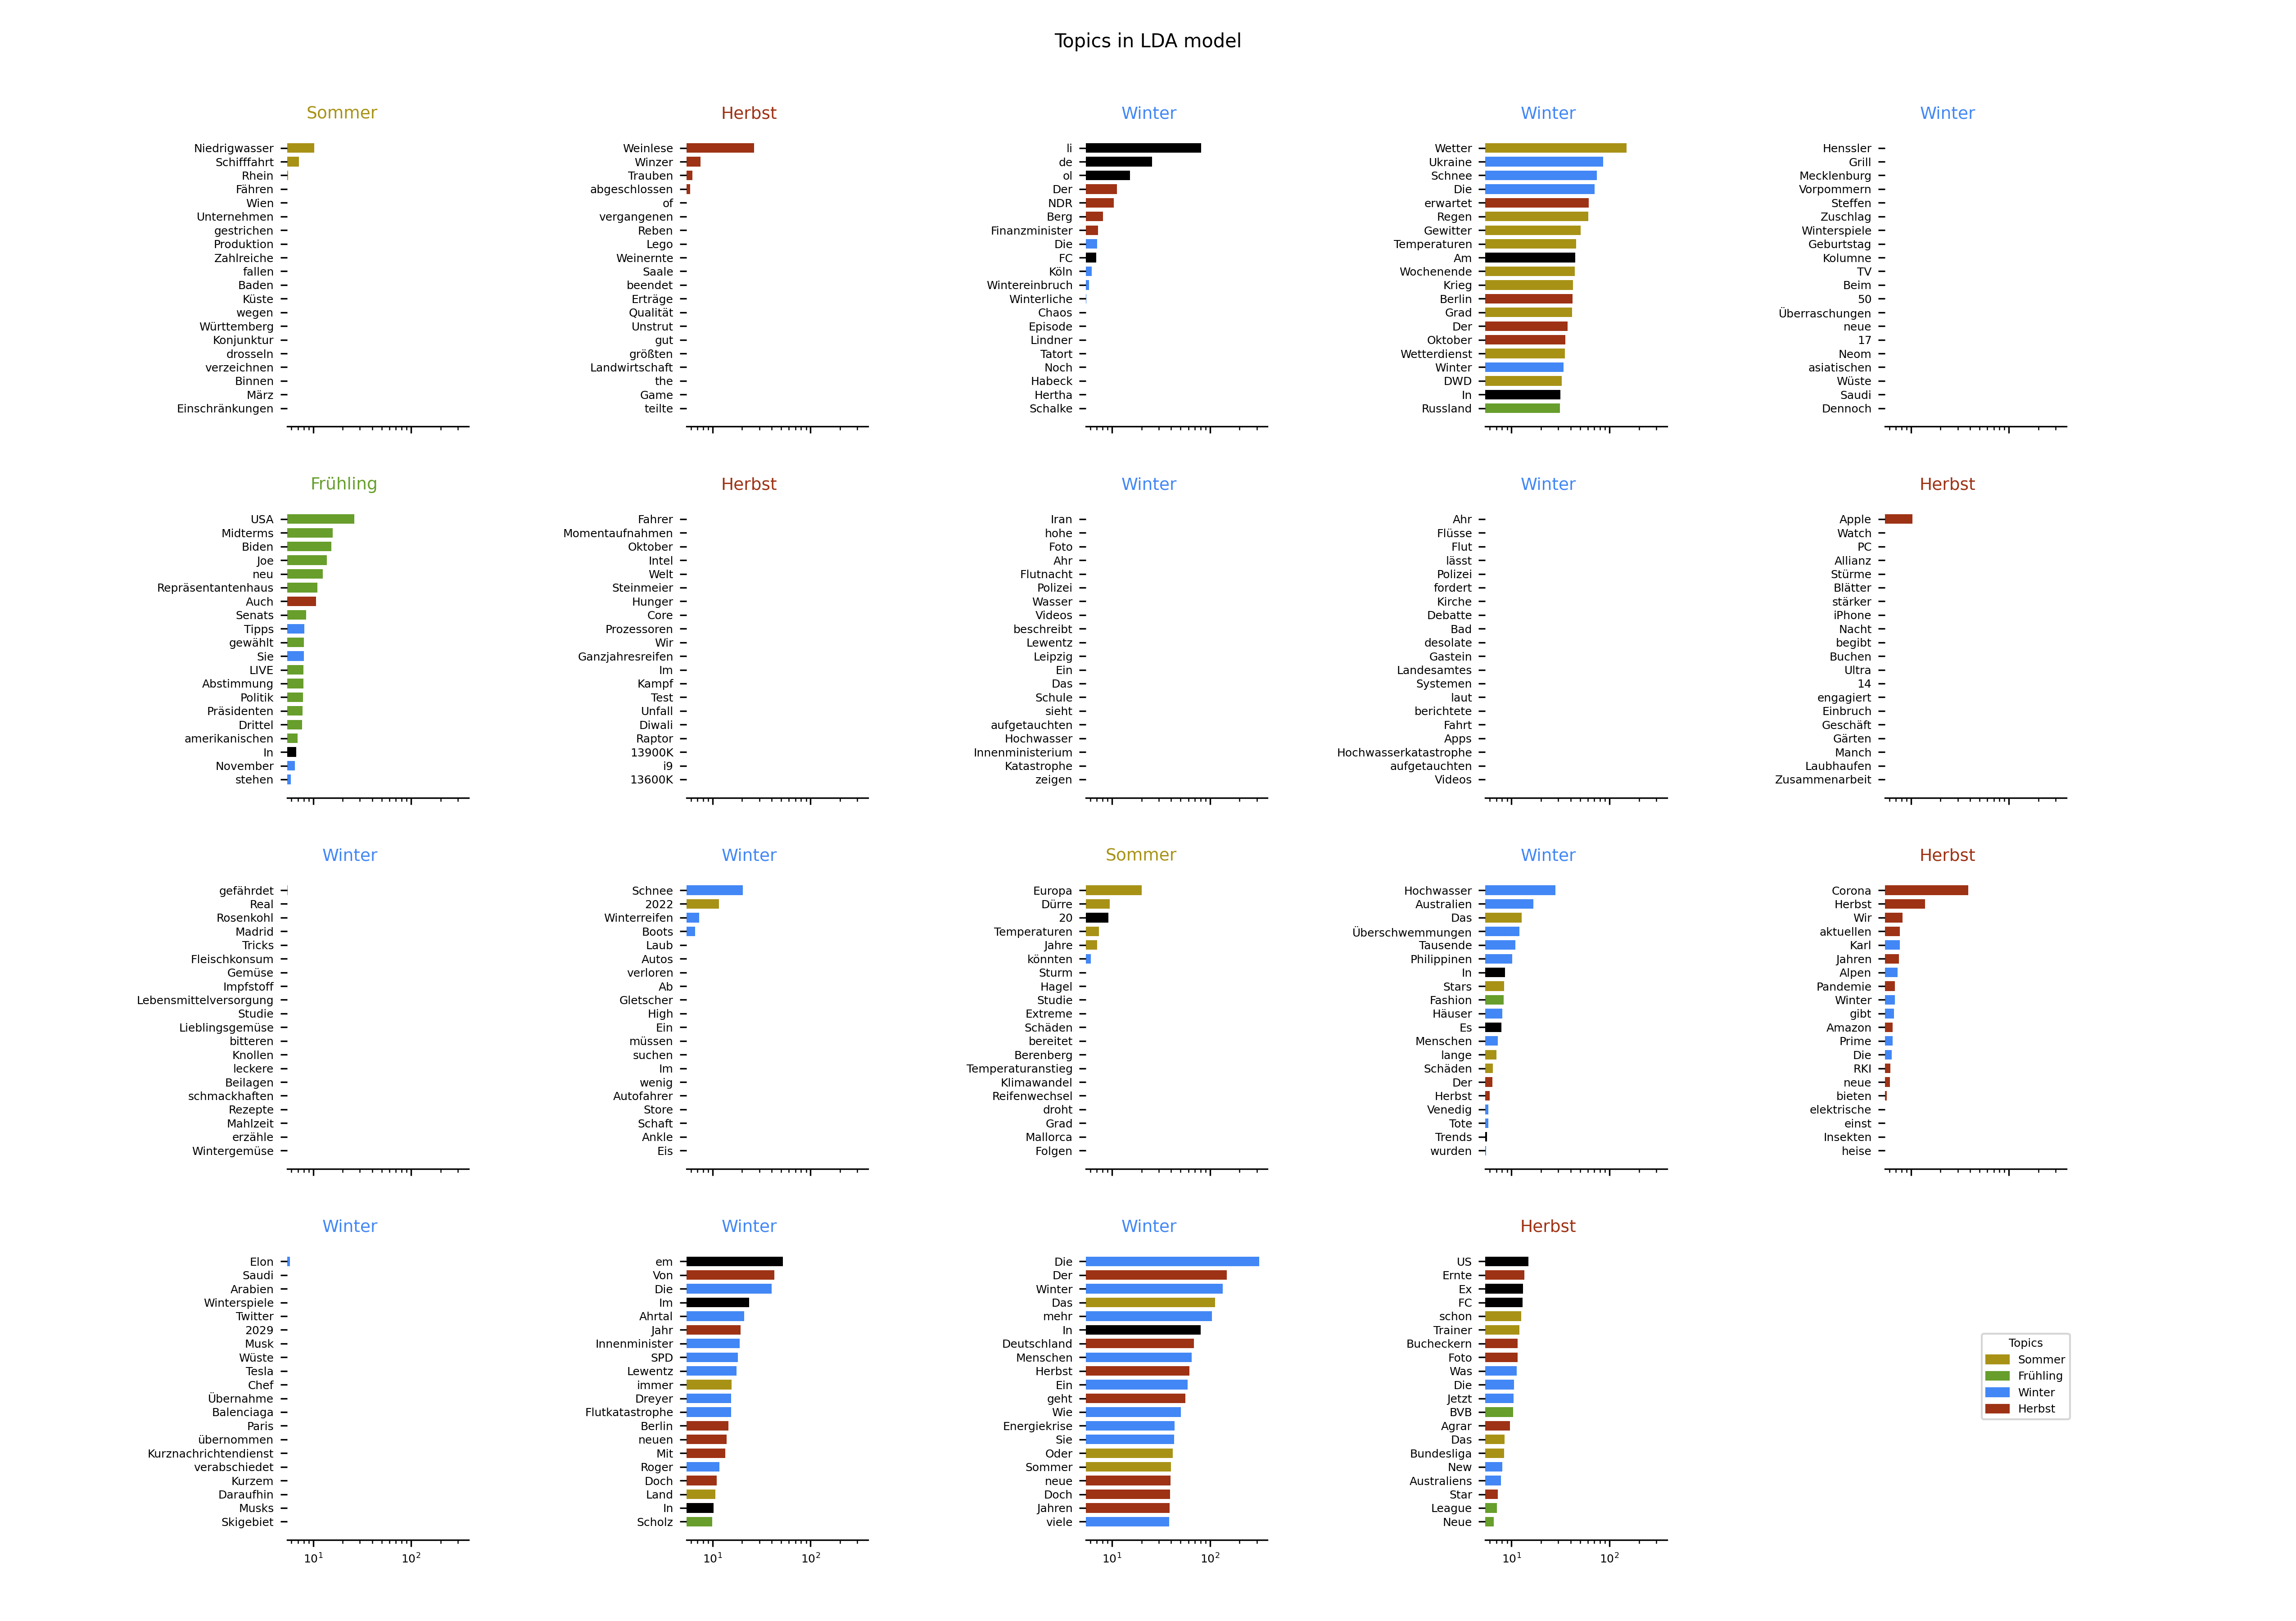 Topics in LDA model
Sommer
Niedrigwasser
Schifffahrt
Rhein
Fähren
Wien
Unternehmen
gestrichen
Produktion
Zahlreiche
fallen
Baden
Küste
wegen
Württemberg
Konjunktur
drosseln
verzeichnen
Binnen
März
Einschränkungen
Herbst
Weinlese
Winzer
Trauben
abgeschlossen
of
vergangenen
Reben
Lego
Weinernte
Saale
beendet
Erträge
Qualität
Unstrut
gut
größten
Landwirtschaft
the
Game
teilte
Winter
li
de
ol
Der
NDR
Berg
Finanzminister
Die
FC
Köln
Wintereinbruch
Winterliche
Chaos
Episode
Lindner
Tatort
Noch
Habeck
Hertha
Schalke
Winter
Wetter
Ukraine
Schnee
Die
erwartet
Regen
Gewitter
Temperaturen
Am
Wochenende
Krieg
Berlin
Grad
Der
Oktober
Wetterdienst
Winter
DWD
In
Russland
Winter
Henssler
Grill
Mecklenburg
Vorpommern
Steffen
Zuschlag
Winterspiele
Geburtstag
Kolumne
TV
Beim
50
Überraschungen
neue
17
Neom
asiatischen
Wüste
Saudi
Dennoch
Frühling
USA
Midterms
Biden
Joe
neu
Repräsentantenhaus
Auch
Senats
Tipps
gewählt
Sie
LIVE
Abstimmung
Politik
Präsidenten
Drittel
amerikanischen
In
November
stehen
Herbst
Fahrer
Momentaufnahmen
Oktober
Intel
Welt
Steinmeier
Hunger
Core
Prozessoren
Wir
Ganzjahresreifen
Im
Kampf
Test
Unfall
Diwali
Raptor
13900K
i9
13600K
Winter
Iran
hohe
Foto
Ahr
Flutnacht
Polizei
Wasser
Videos
beschreibt
Lewentz
Leipzig
Ein
Das
Schule
sieht
aufgetauchten
Hochwasser
Innenministerium
Katastrophe
zeigen
Winter
Ahr
Flüsse
Flut
lässt
Polizei
fordert
Kirche
Debatte
Bad
desolate
Gastein
Landesamtes
Systemen
laut
berichtete
Fahrt
Apps
Hochwasserkatastrophe
aufgetauchten
Videos
Herbst
Apple
Watch
PC
Allianz
Stürme
Blätter
stärker
iPhone
Nacht
begibt
Buchen
Ultra
14
engagiert
Einbruch
Geschäft
Gärten
Manch
Laubhaufen
Zusammenarbeit
Winter
gefährdet
Real
Rosenkohl
Madrid
Tricks
Fleischkonsum
Gemüse
Impfstoff
Lebensmittelversorgung
Studie
Lieblingsgemüse
bitteren
Knollen
leckere
Beilagen
schmackhaften
Rezepte
Mahlzeit
erzähle
Wintergemüse
Winter
Schnee
2022
Winterreifen
Boots
Laub
Autos
verloren
Ab
Gletscher
High
Ein
müssen
suchen
Im
wenig
Autofahrer
Store
Schaft
Ankle
Eis
Sommer
Europa
Dürre
20
Temperaturen
Jahre
könnten
Sturm
Hagel
Studie
Extreme
Schäden
bereitet
Berenberg
Temperaturanstieg
Klimawandel
Reifenwechsel
droht
Grad
Mallorca
Folgen
Winter
Hochwasser
Australien
Das
Überschwemmungen
Tausende
Philippinen
In
Stars
Fashion
Häuser
Es
Menschen
lange
Schäden
Der
Herbst
Venedig
Tote
Trends
wurden
Herbst
Corona
Herbst
Wir
aktuellen
Karl
Jahren
Alpen
Pandemie
Winter
gibt
Amazon
Prime
Die
RKI
neue
bieten
elektrische
einst
Insekten
heise
Winter
Elon
Saudi
Arabien
Winterspiele
Twitter
2029
Musk
Wüste
Tesla
Chef
Übernahme
Balenciaga
Paris
übernommen
Kurznachrichtendienst
verabschiedet
Kurzem
Daraufhin
Musks
Skigebiet
10¹ 10²
Winter
em
Von
Die
Im
Ahrtal
Jahr
Innenminister
SPD
Lewentz
immer
Dreyer
Flutkatastrophe
Berlin
neuen
Mit
Roger
Doch
Land
In
Scholz
10¹ 10²
Winter
Die
Der
Winter
Das
mehr
In
Deutschland
Menschen
Herbst
Ein
geht
Wie
Energiekrise
Sie
Oder
Sommer
neue
Doch
Jahren
viele
10¹ 10²
Herbst
US
Ernte
Ex
FC
schon
Trainer
Bucheckern
Foto
Was
Die
Jetzt
BVB
Agrar
Das
Bundesliga
New
Australiens
Star
League
Neue
10¹ 10²
Topics
Sommer
Frühling
Winter
Herbst